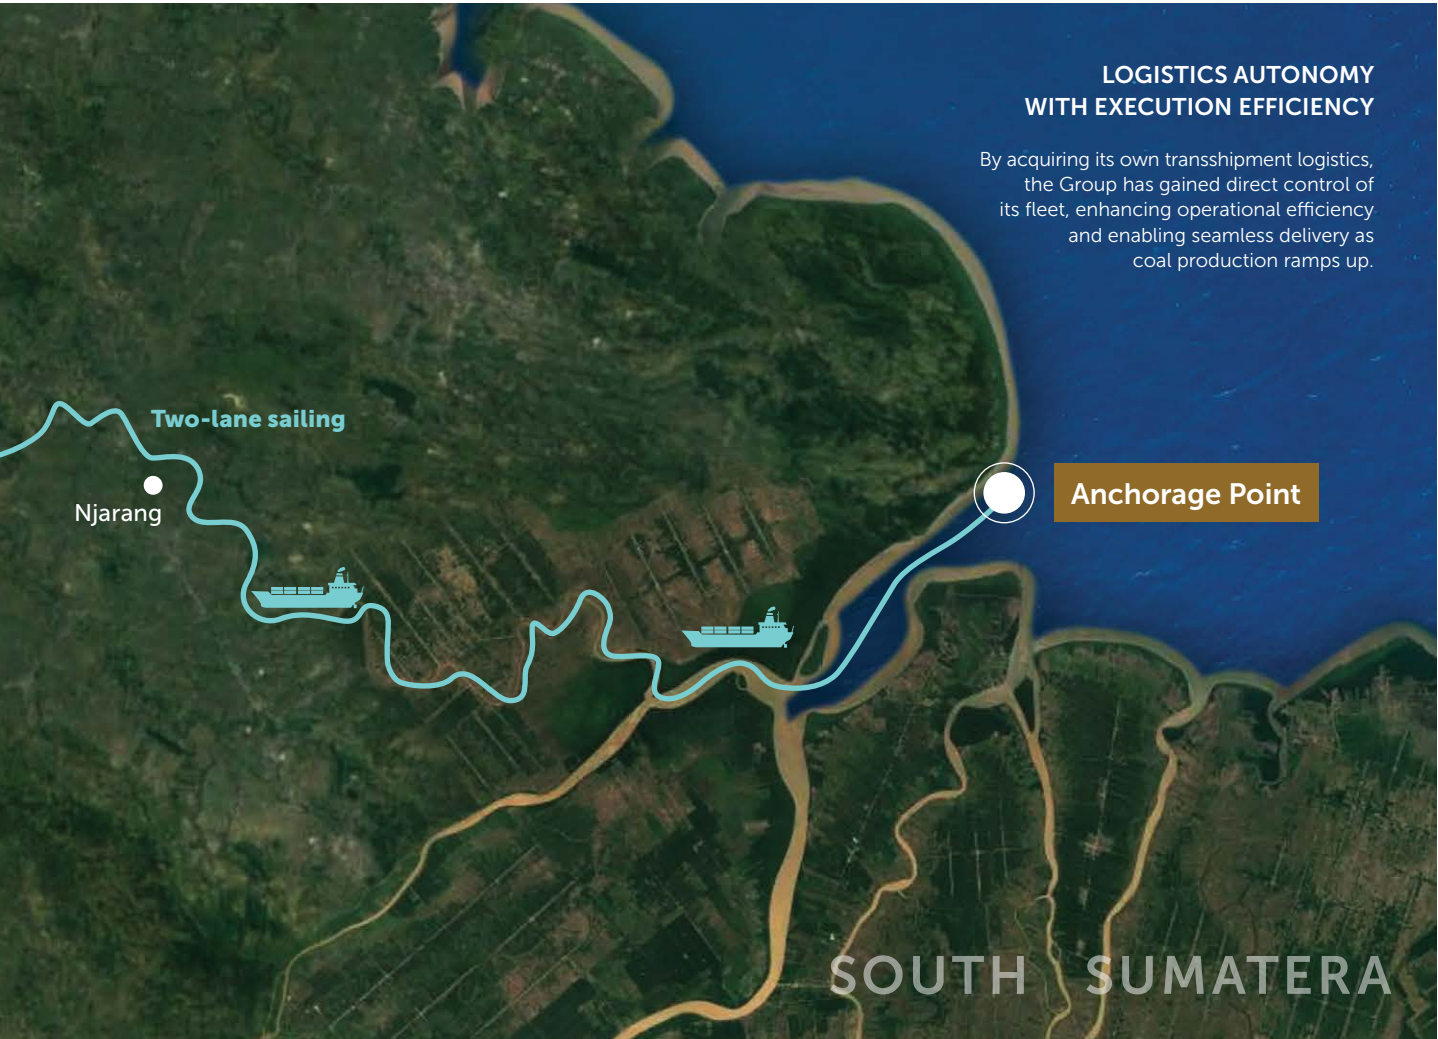 LOGISTICS AUTONOMY
WITH EXECUTION EFFICIENCY
By acquiring its own transshipment logistics,
the Group has gained direct control of
its fleet, enhancing operational efficiency
and enabling seamless delivery as
coal production ramps up.
Two-lane sailing
Njarang
Anchorage Point
SOUTH SUMATERA